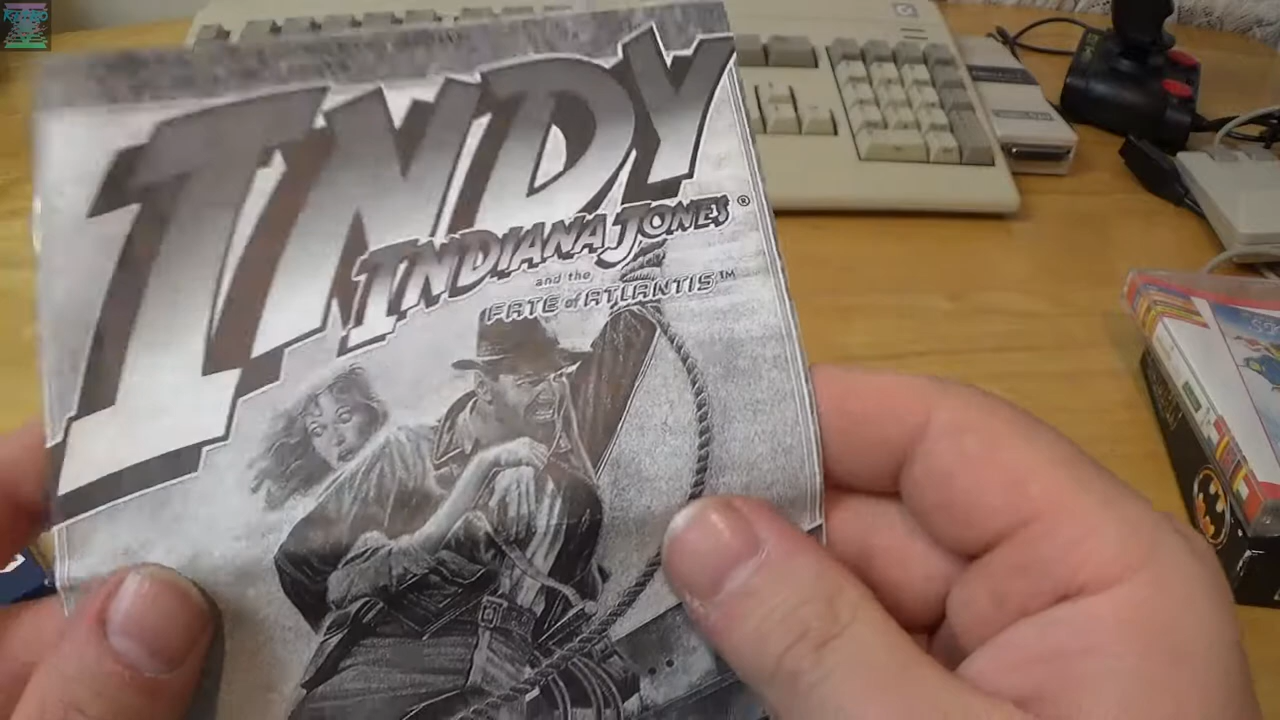 INDY
INDIANA JONES®
and the
FATE of ATLANTIS™